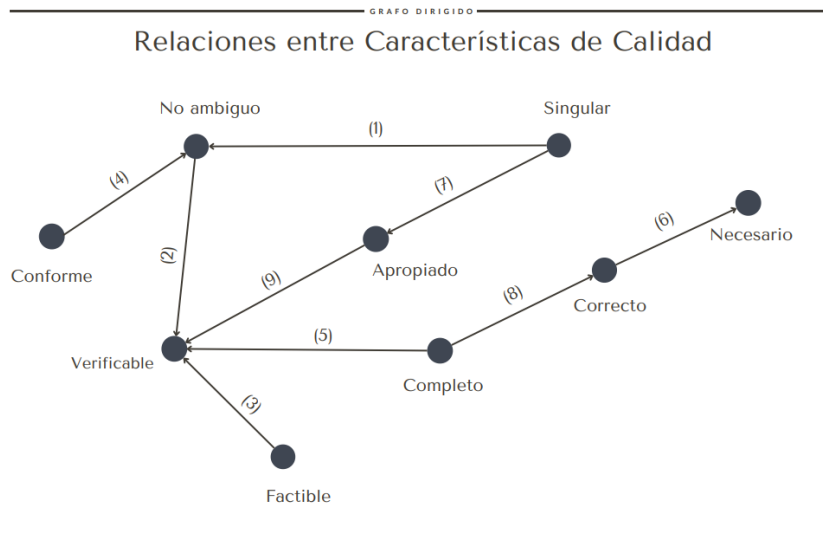 GRAFO DIRIGIDO
Relaciones entre Características de Calidad
No ambiguo
Singular
(1)
(4)
(7)
(6)
(2)
Necesario
Conforme
Apropiado
(9)
(8)
Correcto
(5)
Verificable
Completo
(3)
Factible